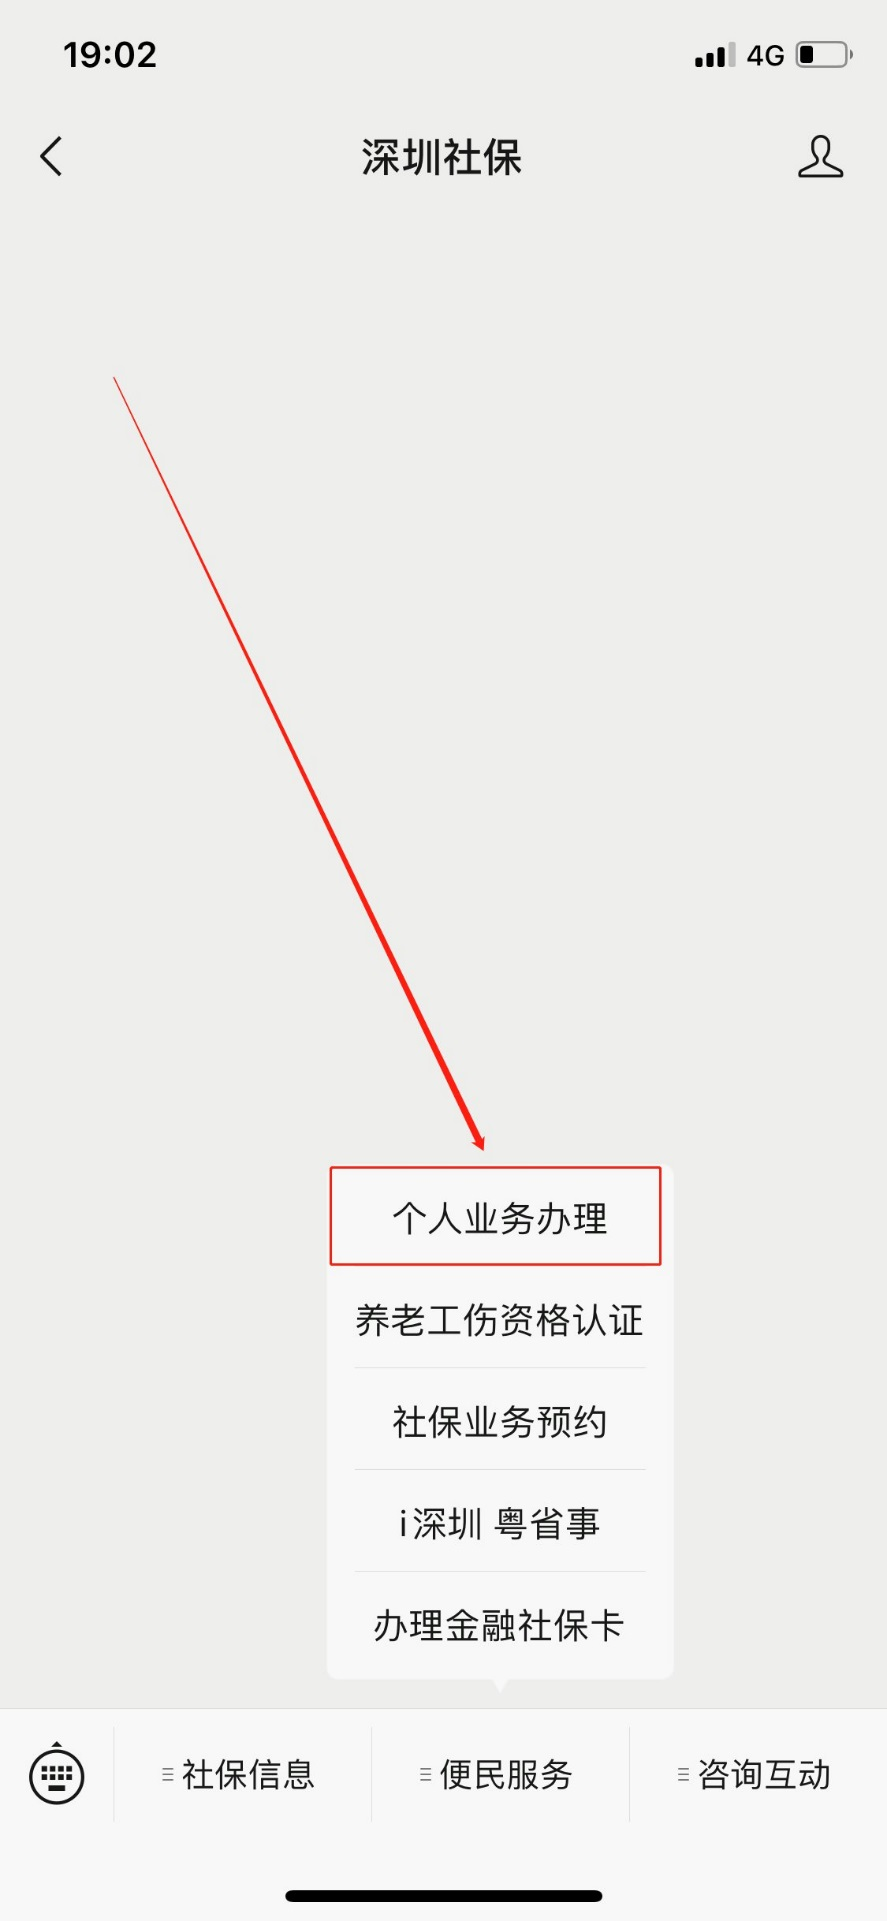 19:02
4G
深圳社保
个人业务办理
养老工伤资格认证
社保业务预约
i深圳 粤省事
办理金融社保卡
社保信息
便民服务
咨询互动